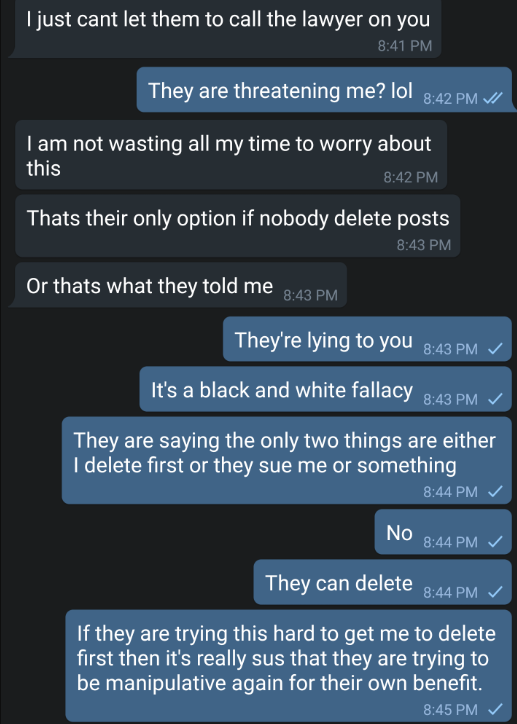 I just cant let them to call the lawyer on you
8:41 PM
They are threatening me? lol 8:42 PM
I am not wasting all my time to worry about
this
8:42 PM
Thats their only option if nobody delete posts
8:43 PM
Or thats what they told me 8:43 PM
They're lying to you 8:43 PM
It's a black and white fallacy 8:43 PM
They are saying the only two things are either
I delete first or they sue me or something
8:44 PM
No 8:44 PM
They can delete 8:44 PM
If they are trying this hard to get me to delete
first then it's really sus that they are trying to
be manipulative again for their own benefit.
8:45 PM